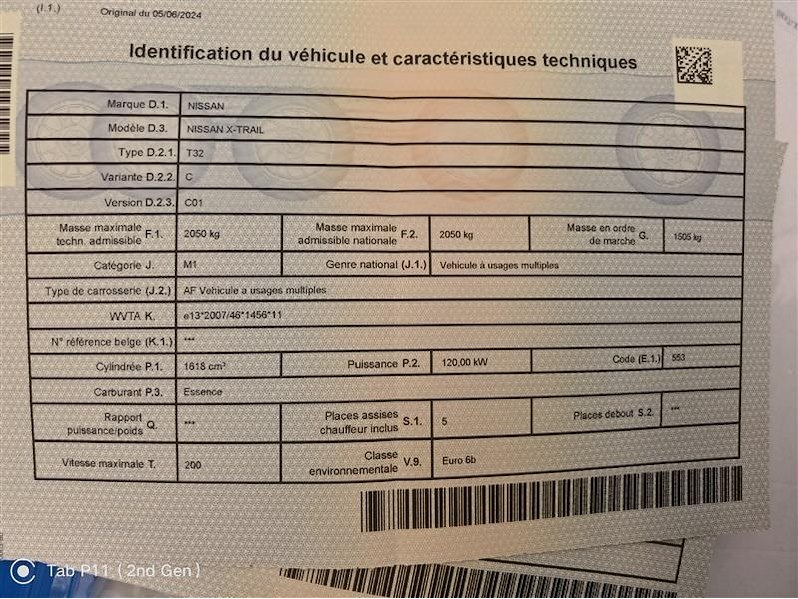 (I.1.)
Original du 05/06/2024
Identification du véhicule et caractéristiques techniques
Marque D.1. NISSAN
Modèle D.3. NISSAN X-TRAIL
Type D.2.1. T32
Variante D.2.2. C
Version D.2.3. C01
Masse maximale techn. admissible F.1. 2050 kg Masse maximale admissible nationale F.2. 2050 kg Masse en ordre de marche G. 1505 kg
Catégorie J. M1 Genre national (J.1.) Vehicule à usages multiples
Type de carrosserie (J.2.) AF Vehicule a usages multiples
WVTA K. e13*2007/46*1456*11
N° référence belge (K.1.) ***
Cylindrée P.1. 1618 cm³ Puissance P.2. 120,00 kW Code (E.1.) 553
Carburant P.3. Essence
Rapport puissance/poids Q. *** Places assises chauffeur inclus S.1. 5 Places debout S.2. ***
Vitesse maximale T. 200 Classe environnementale V.9. Euro 6b
Tab P11 (2nd Gen)